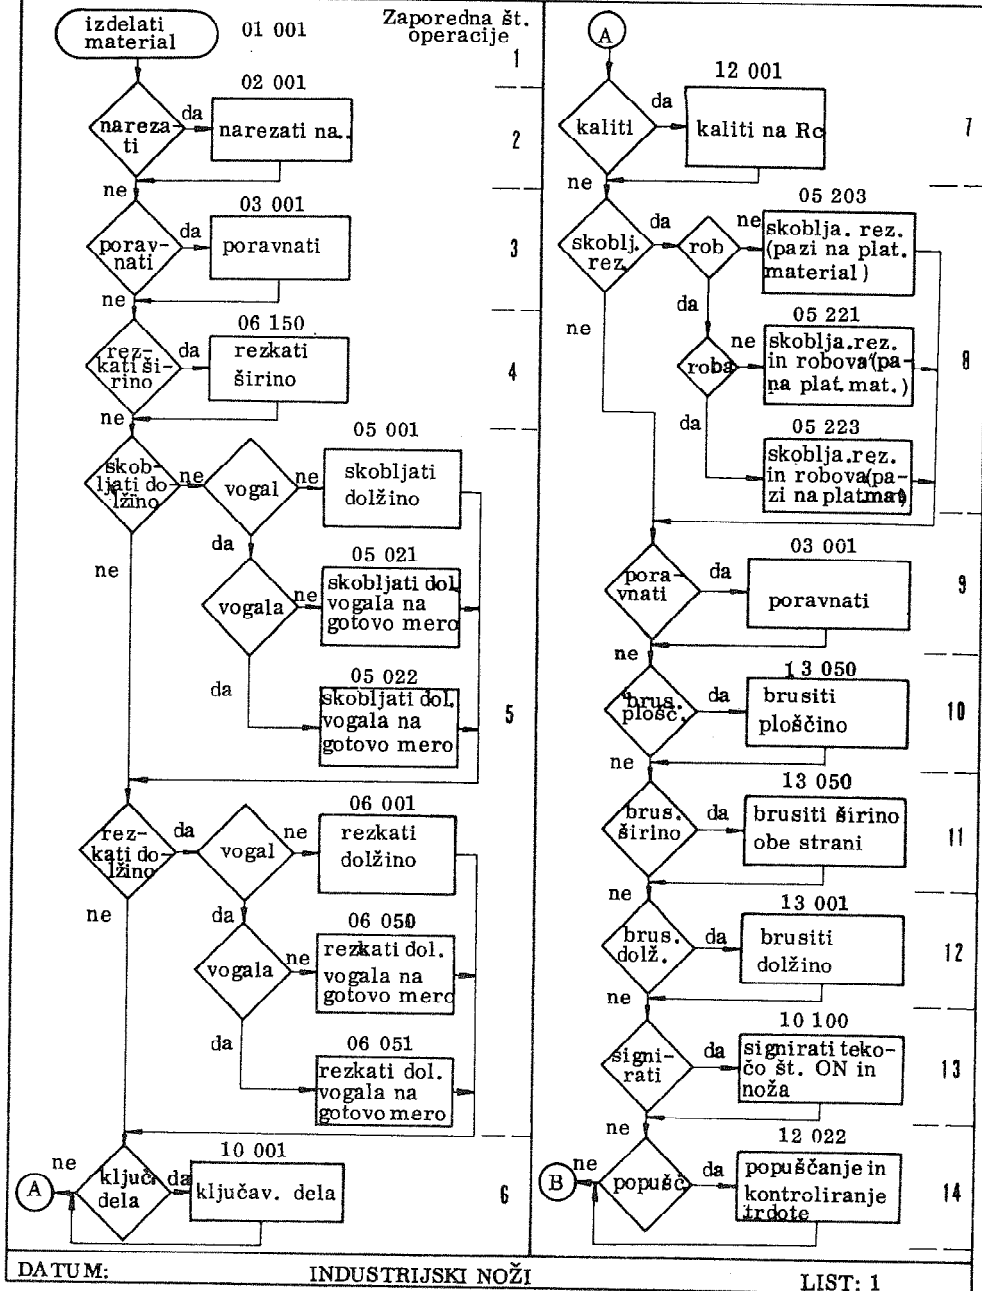 izdelati
material
01 001
Zaporedna št.
operacije
1
02 001
nareza-
ti
da
narezati na..
2
ne
03 001
porav-
nati
da
poravnati
3
ne
06 150
rez-
kati ši-
rino
da
rezkati
širino
4
ne
05 001
skob-
ljati do-
lžino
ne
vogal
ne
skobljati
dolžino
da
ne
05 021
vogala
ne
skobljati dol.
vogala na
gotovo mero
da
05 022
skobljati dol.
vogala na
gotovo mero
5
06 001
rez-
kati do-
lžino
da
vogal
ne
rezkati
dolžino
ne
da
06 050
vogala
ne
rezkati dol.
vogala na
gotovo mero
da
06 051
rezkati dol.
vogala na
gotovo mero
10 001
A
ne
ključ.
dela
da
ključav. dela
6
A
12 001
kaliti
da
kaliti na Rc
7
ne
05 203
skoblj.
rez.
da
rob
ne
skoblja. rez.
(pazi na plat.
material)
da
ne
05 221
roba
ne
skoblja.rez.
in robova(pa-
na plat.mat.)
8
da
05 223
skoblja.rez.
in robova(pa-
zi na plat.mat)
03 001
pora-
vnati
da
poravnati
9
ne
13 050
brus.
plošč.
da
brusiti
ploščino
10
ne
13 050
brus.
širino
da
brusiti širino
obe strani
11
ne
13 001
brus.
dolž.
da
brusiti
dolžino
12
ne
10 100
signi-
rati
da
signirati teko-
čo št. ON in
noža
13
ne
12 022
B
ne
popušč
da
popuščanje in
kontroliranje
trdote
14
DATUM:
INDUSTRIJSKI NOŽI
LIST: 1